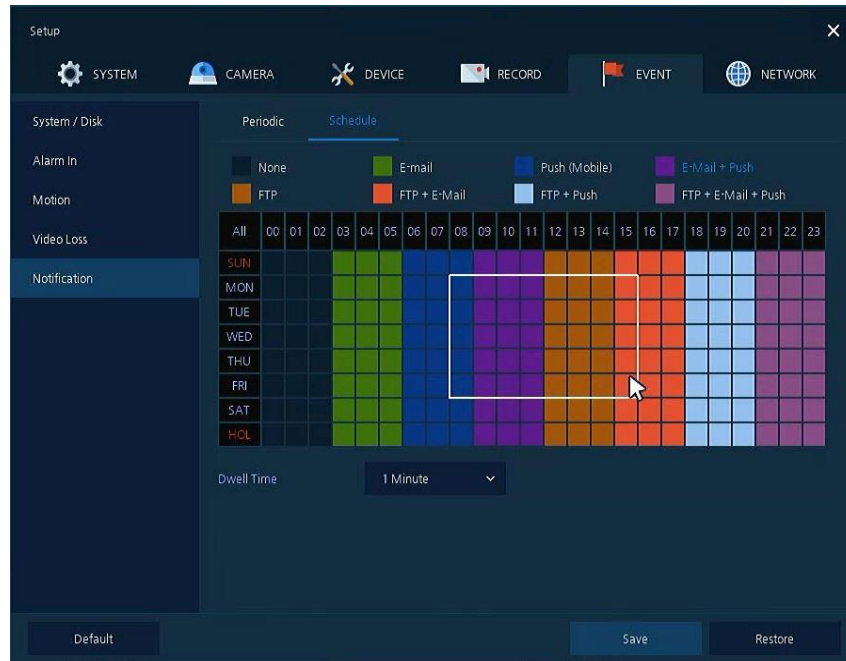 Setup
SYSTEM CAMERA DEVICE RECORD EVENT NETWORK
System / Disk
Alarm In
Motion
Video Loss
Notification
Periodic Schedule
None E-mail Push (Mobile) E-Mail + Push
FTP FTP + E-Mail FTP + Push FTP + E-Mail + Push
All 00 01 02 03 04 05 06 07 08 09 10 11 12 13 14 15 16 17 18 19 20 21 22 23
SUN
MON
TUE
WED
THU
FRI
SAT
HOL
Dwell Time 1 Minute
Default Save Restore